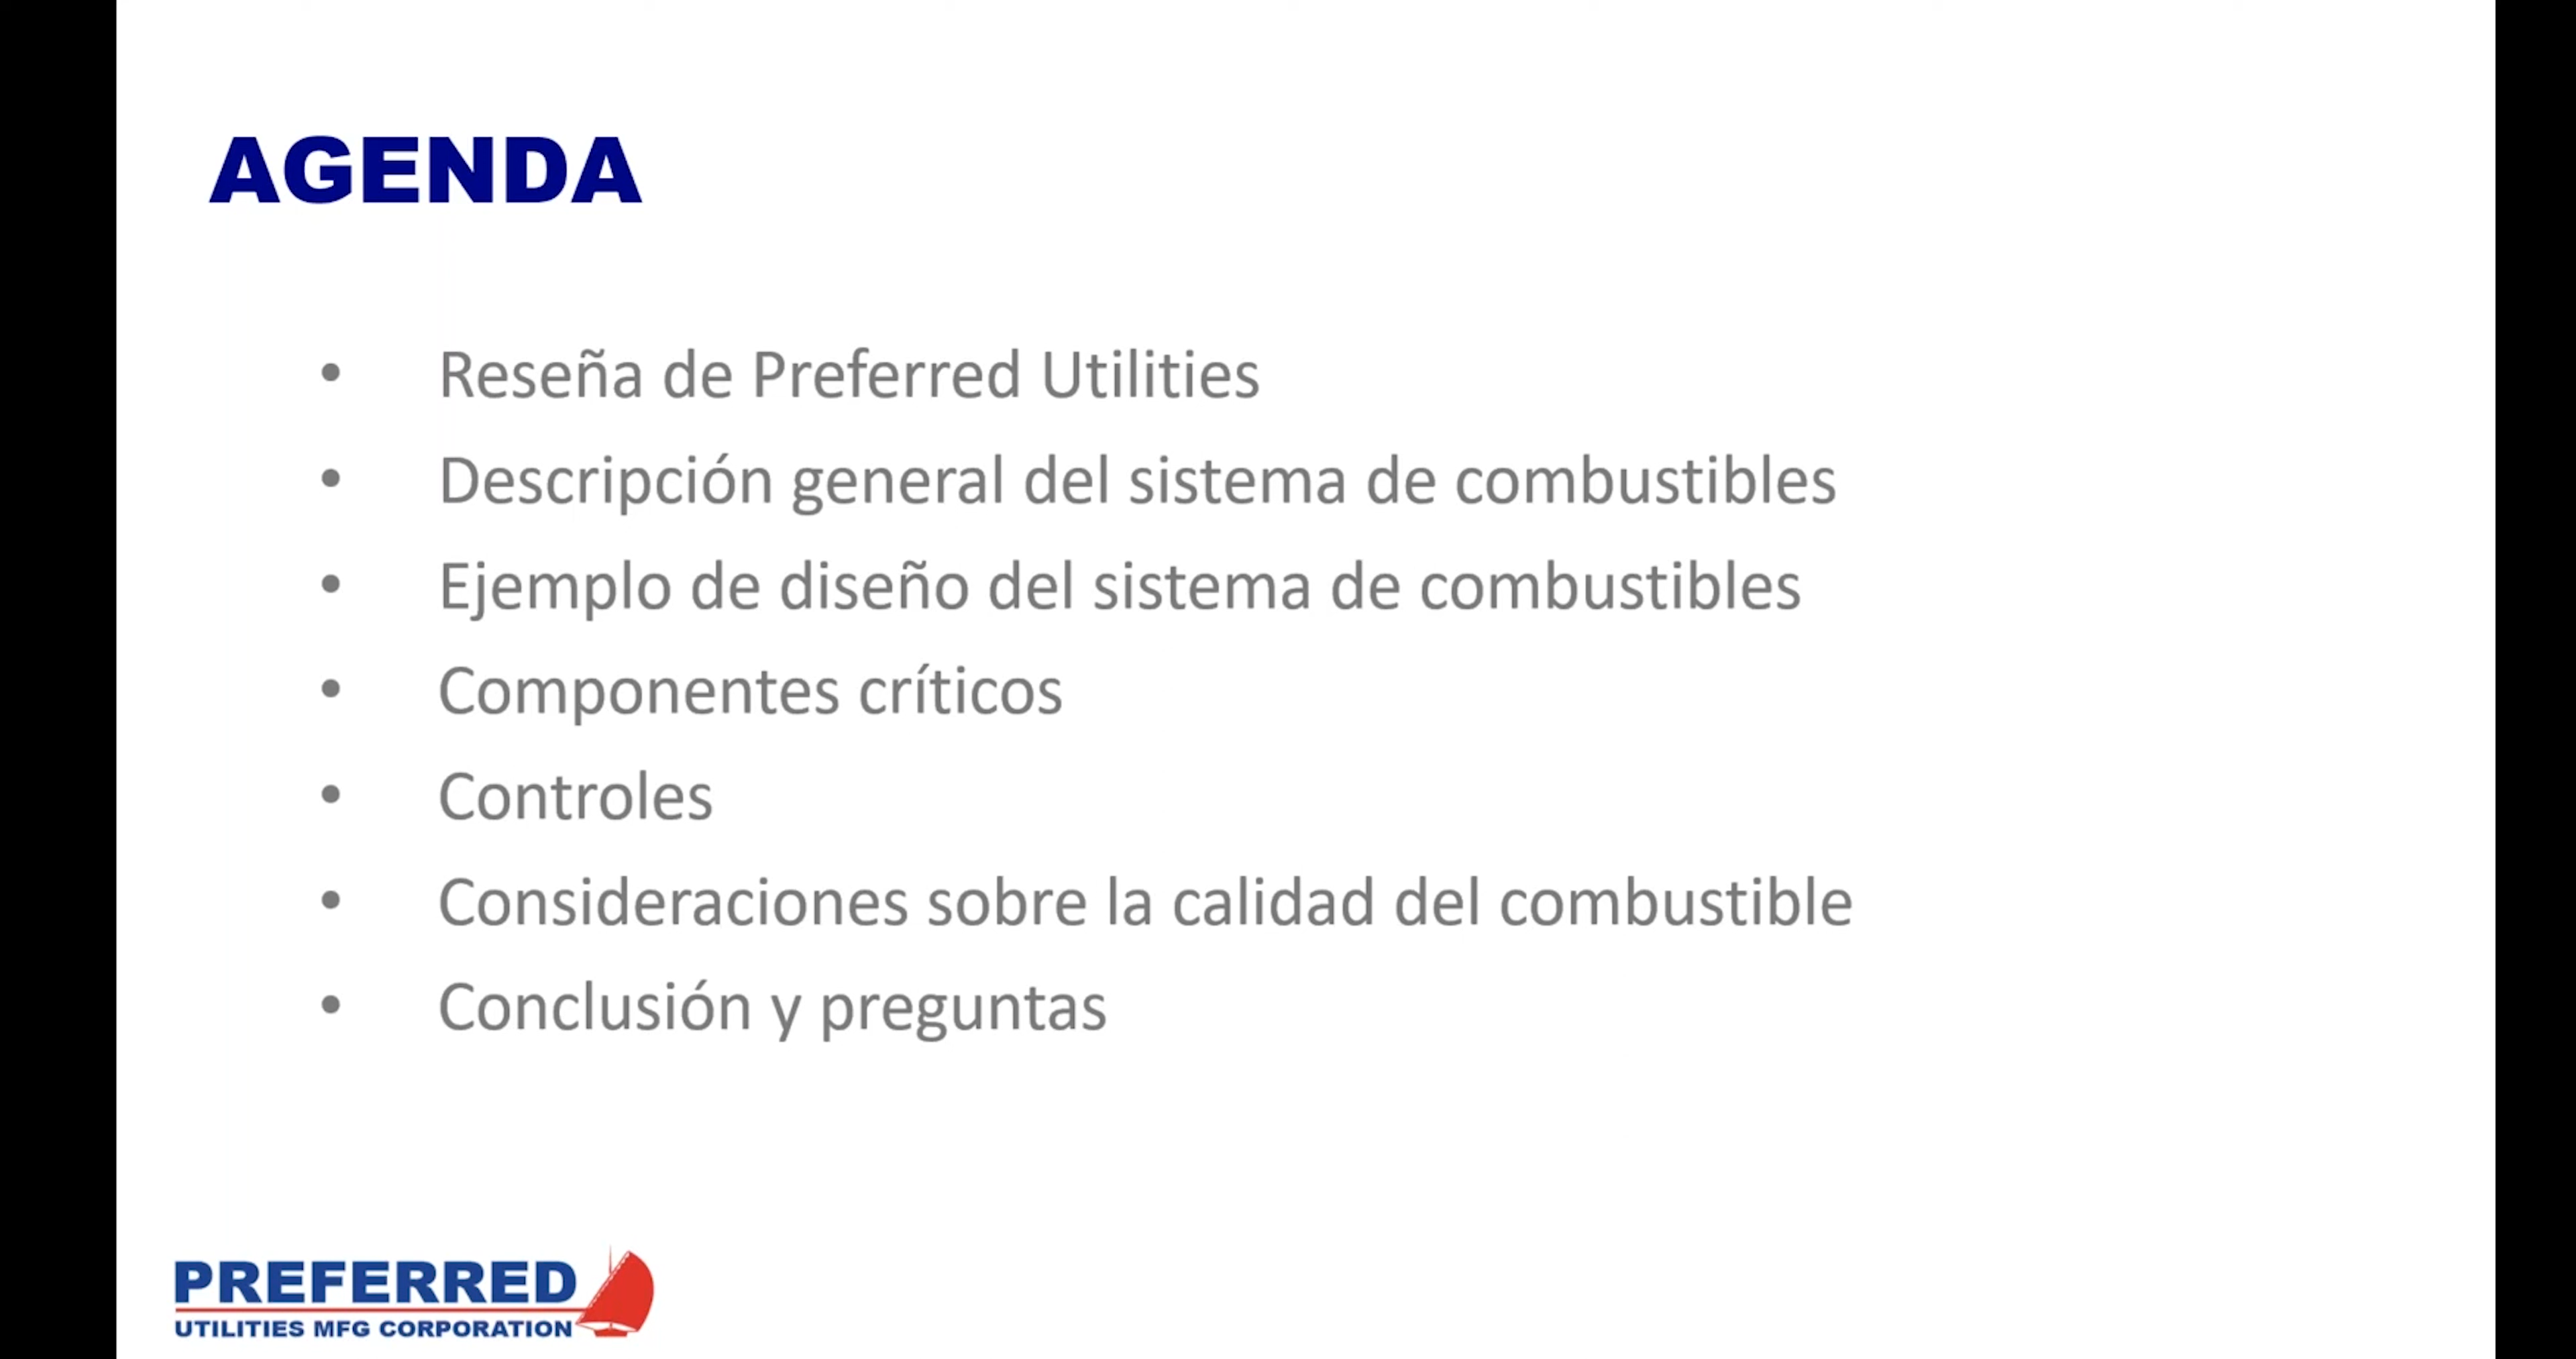 AGENDA
• Reseña de Preferred Utilities
• Descripción general del sistema de combustibles
• Ejemplo de diseño del sistema de combustibles
• Componentes críticos
• Controles
• Consideraciones sobre la calidad del combustible
• Conclusión y preguntas
PREFERRED
UTILITIES MFG CORPORATION